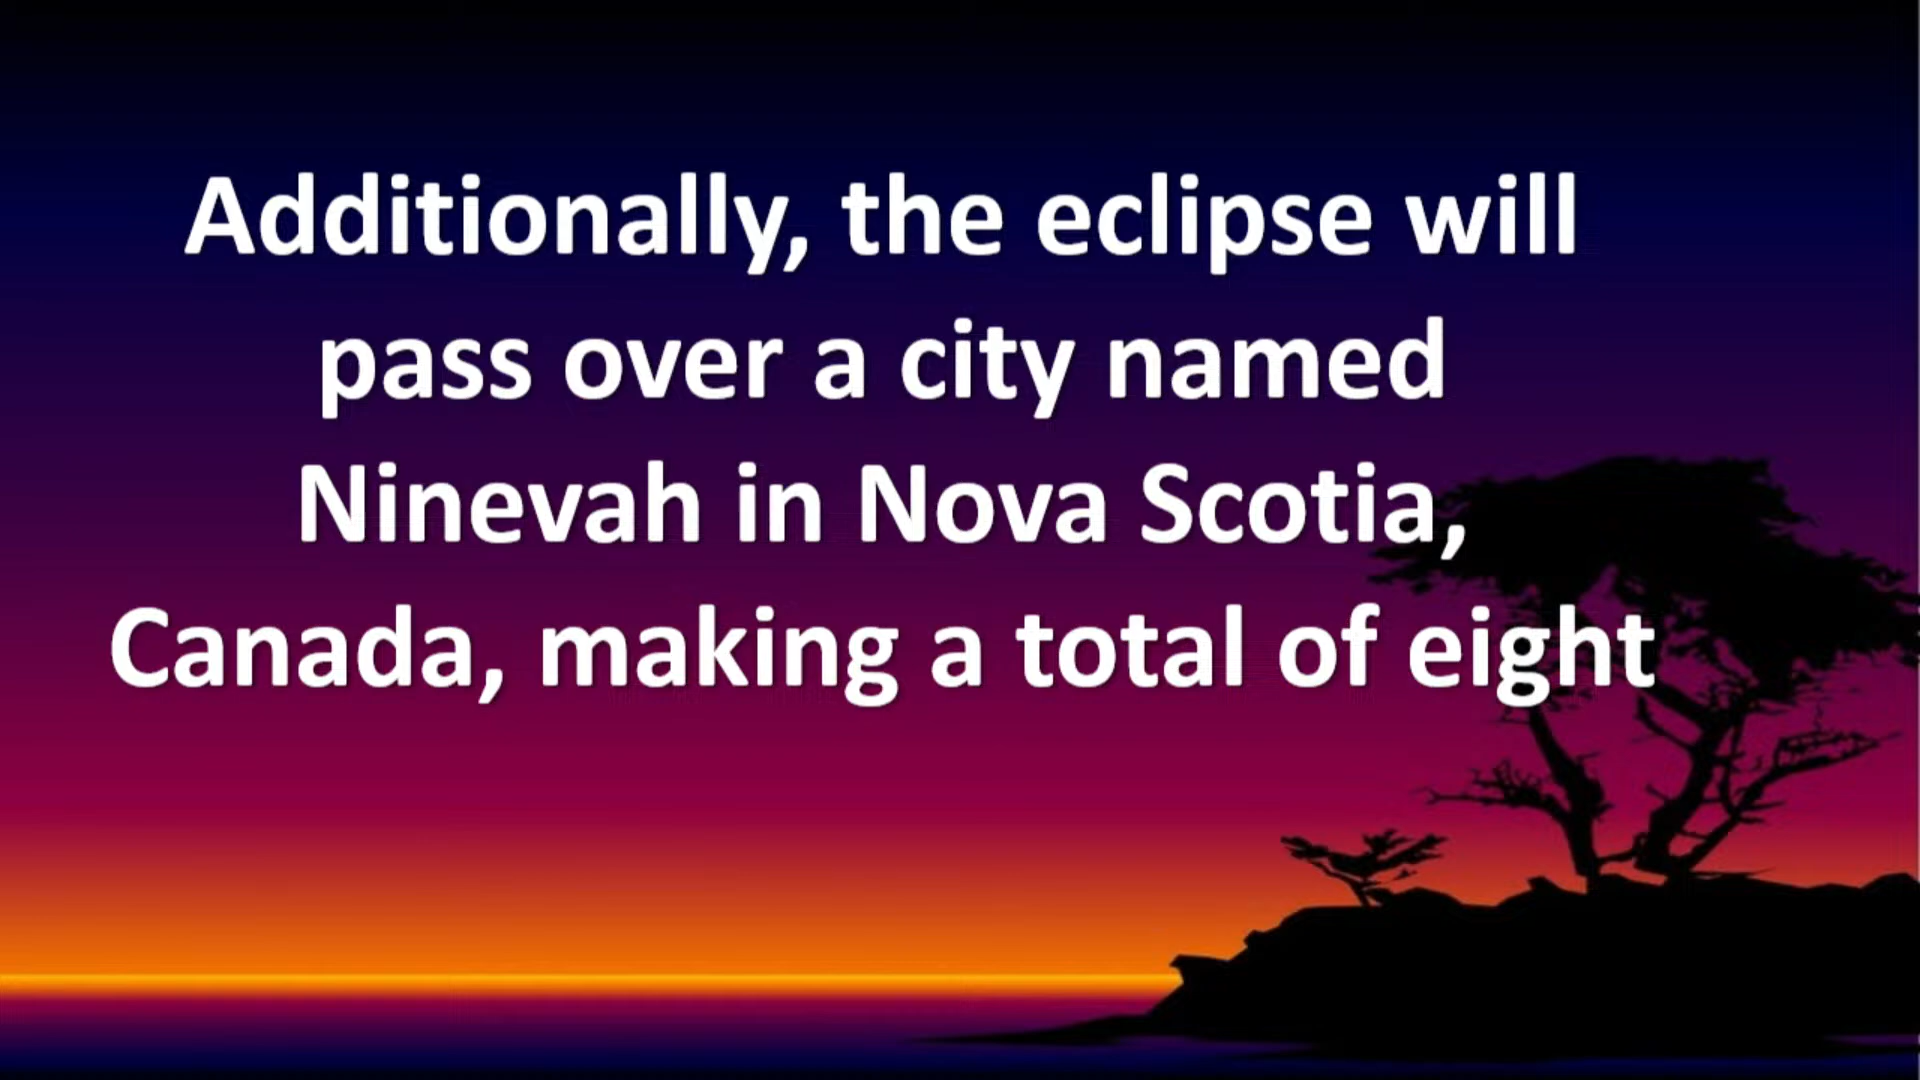 Additionally, the eclipse will
pass over a city named
Ninevah in Nova Scotia,
Canada, making a total of eight